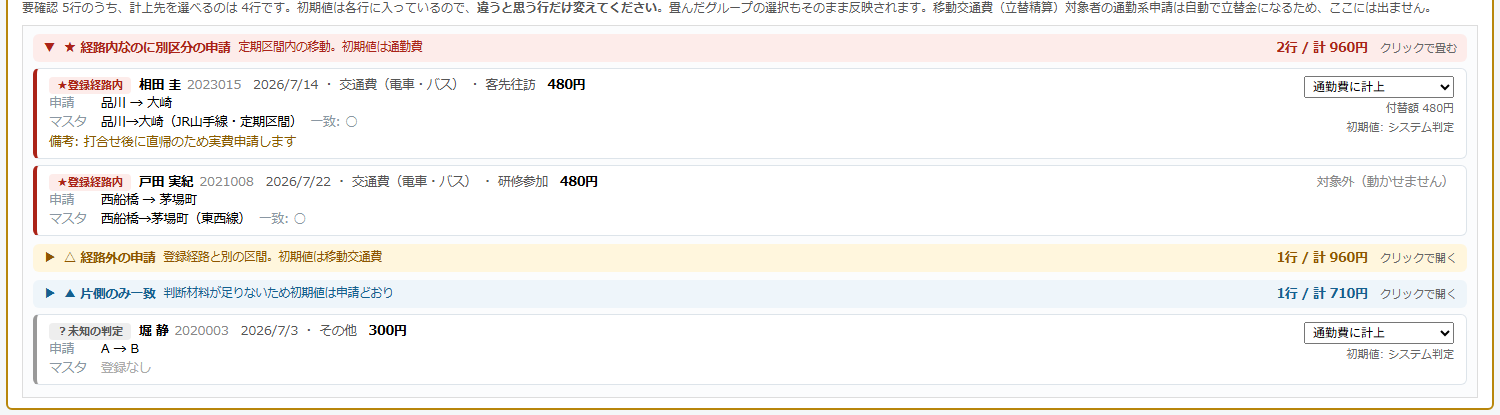 要確認 5行のうち、計上先を選べるのは 4行です。初期値は各行に入っているので、違うと思う行だけ変えてください。畳んだグループの選択もそのまま反映されます。移動交通費（立替精算）対象者の通勤系申請は自動で立替金になるため、ここには出ません。
▼ ★ 経路内なのに別区分の申請 定期区間内の移動。初期値は通勤費 2行 / 計 960円 クリックで畳む
★登録経路内 相田 圭 2023015 2026/7/14 ・ 交通費（電車・バス） ・ 客先往訪 480円 通勤費に計上
申請 品川 → 大崎 付替額 480円
マスタ 品川→大崎（JR山手線・定期区間） 一致: ○ 初期値: システム判定
備考: 打合せ後に直帰のため実費申請します
★登録経路内 戸田 実紀 2021008 2026/7/22 ・ 交通費（電車・バス） ・ 研修参加 480円 対象外（動かせません）
申請 西船橋 → 茅場町
マスタ 西船橋→茅場町（東西線） 一致: ○
▶ △ 経路外の申請 登録経路と別の区間。初期値は移動交通費 1行 / 計 960円 クリックで開く
▶ ▲ 片側のみ一致 判断材料が足りないため初期値は申請どおり 1行 / 計 710円 クリックで開く
？未知の判定 堀 静 2020003 2026/7/3 ・ その他 300円 通勤費に計上
申請 A → B 初期値: システム判定
マスタ 登録なし